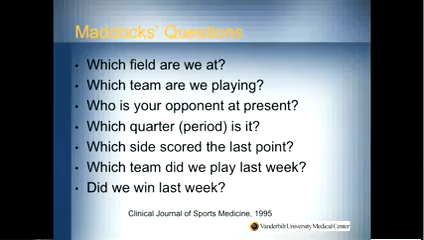 Maddocks' Questions
• Which field are we at?
• Which team are we playing?
• Who is your opponent at present?
• Which quarter (period) is it?
• Which side scored the last point?
• Which team did we play last week?
• Did we win last week?
Clinical Journal of Sports Medicine, 1995
Vanderbilt University Medical Center